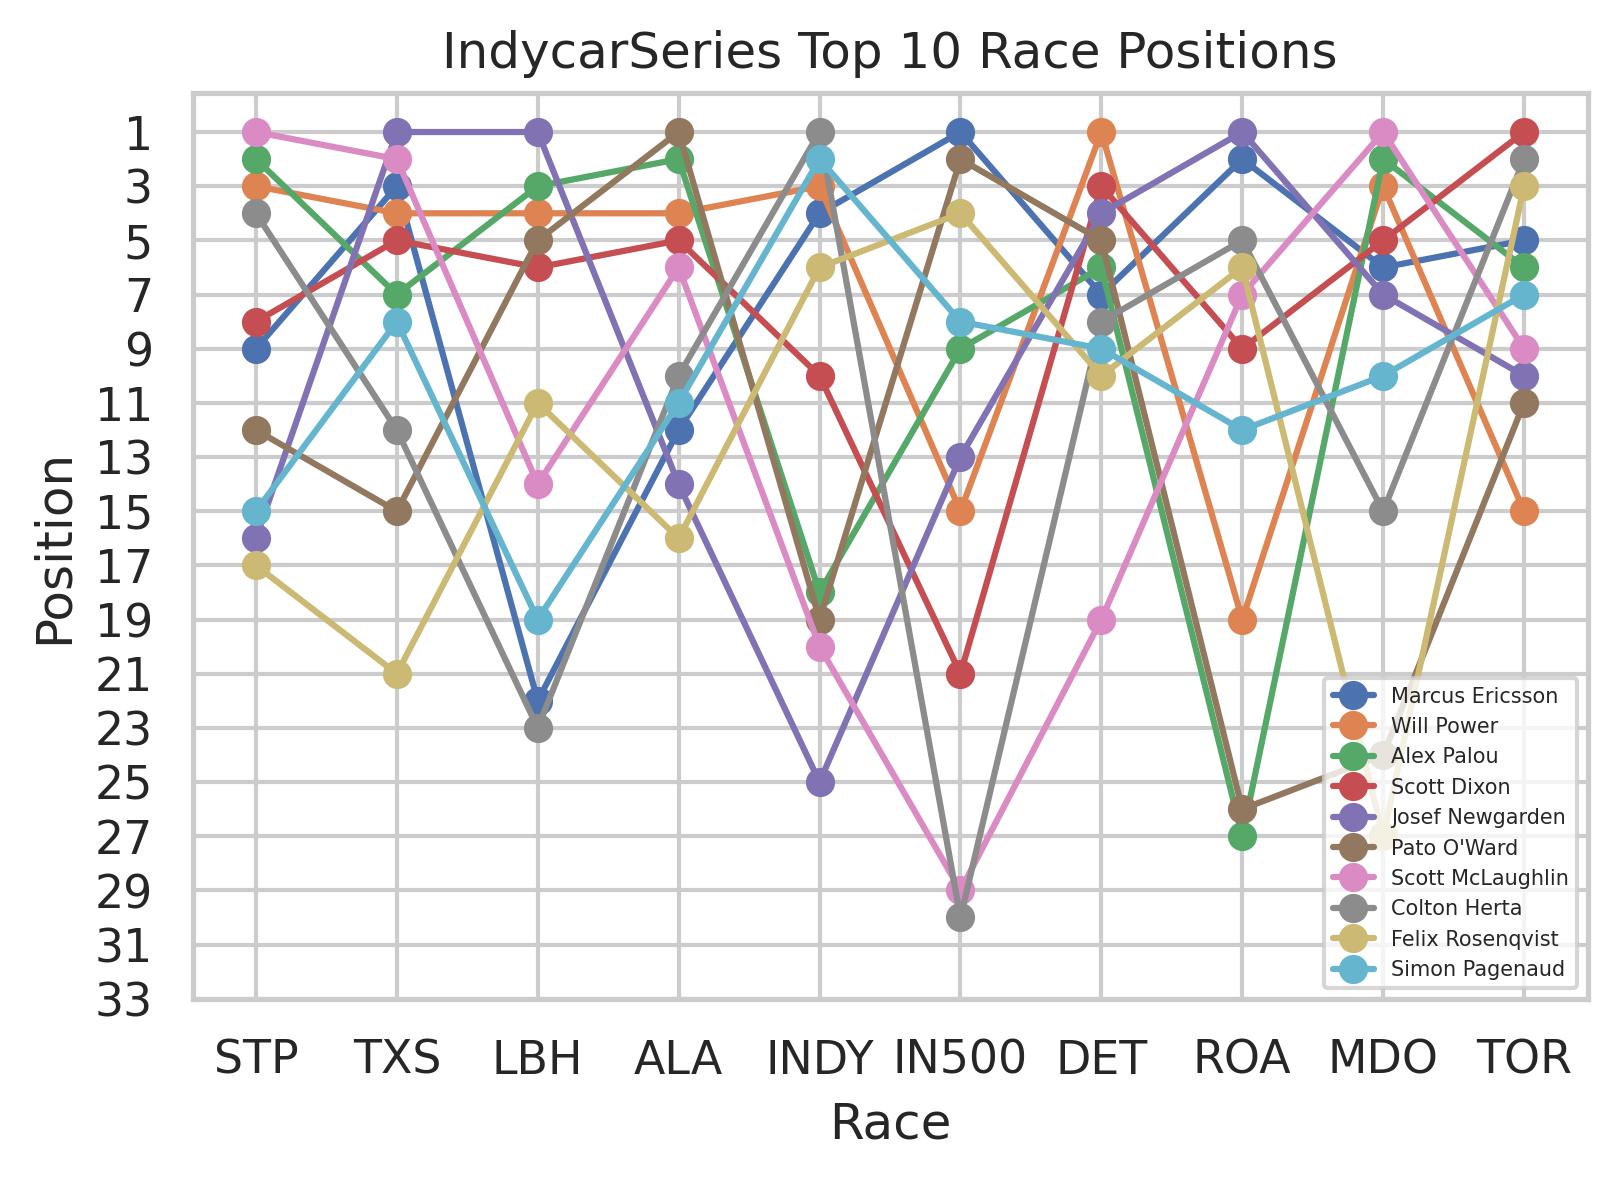 IndycarSeries Top 10 Race Positions
1
3
5
7
9
11
13
15
17
19
21
23
25
27
29
31
33
Position
Marcus Ericsson
Will Power
Alex Palou
Scott Dixon
Josef Newgarden
Pato O'Ward
Scott McLaughlin
Colton Herta
Felix Rosenqvist
Simon Pagenaud
STP TXS LBH ALA INDY IN500 DET ROA MDO TOR
Race